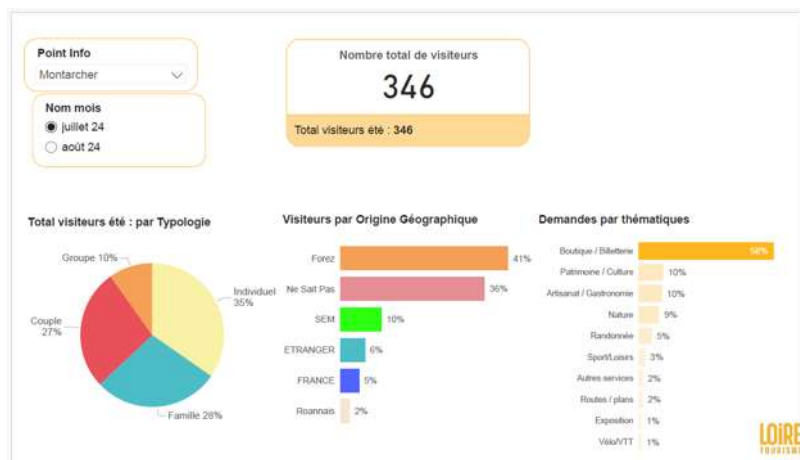 Point Info
Montarcher
Nom mois
juillet 24
août 24
Nombre total de visiteurs
346
Total visiteurs été : 346
Total visiteurs été : par Typologie
Groupe 10%
Individuel
35%
Couple
27%
Famille 28%
Visiteurs par Origine Géographique
Forez 41%
Ne Sait Pas 36%
SEM 10%
ETRANGER 6%
FRANCE 5%
Roannais 2%
Demandes par thématiques
Boutique / Billetterie 56%
Patrimoine / Culture 10%
Artisanat / Gastronomie 10%
Nature 9%
Randonnée 5%
Sport/Loisirs 3%
Autres services 2%
Routes / plans 2%
Exposition 1%
Vélo/VTT 1%
LOIRE
TOURISME